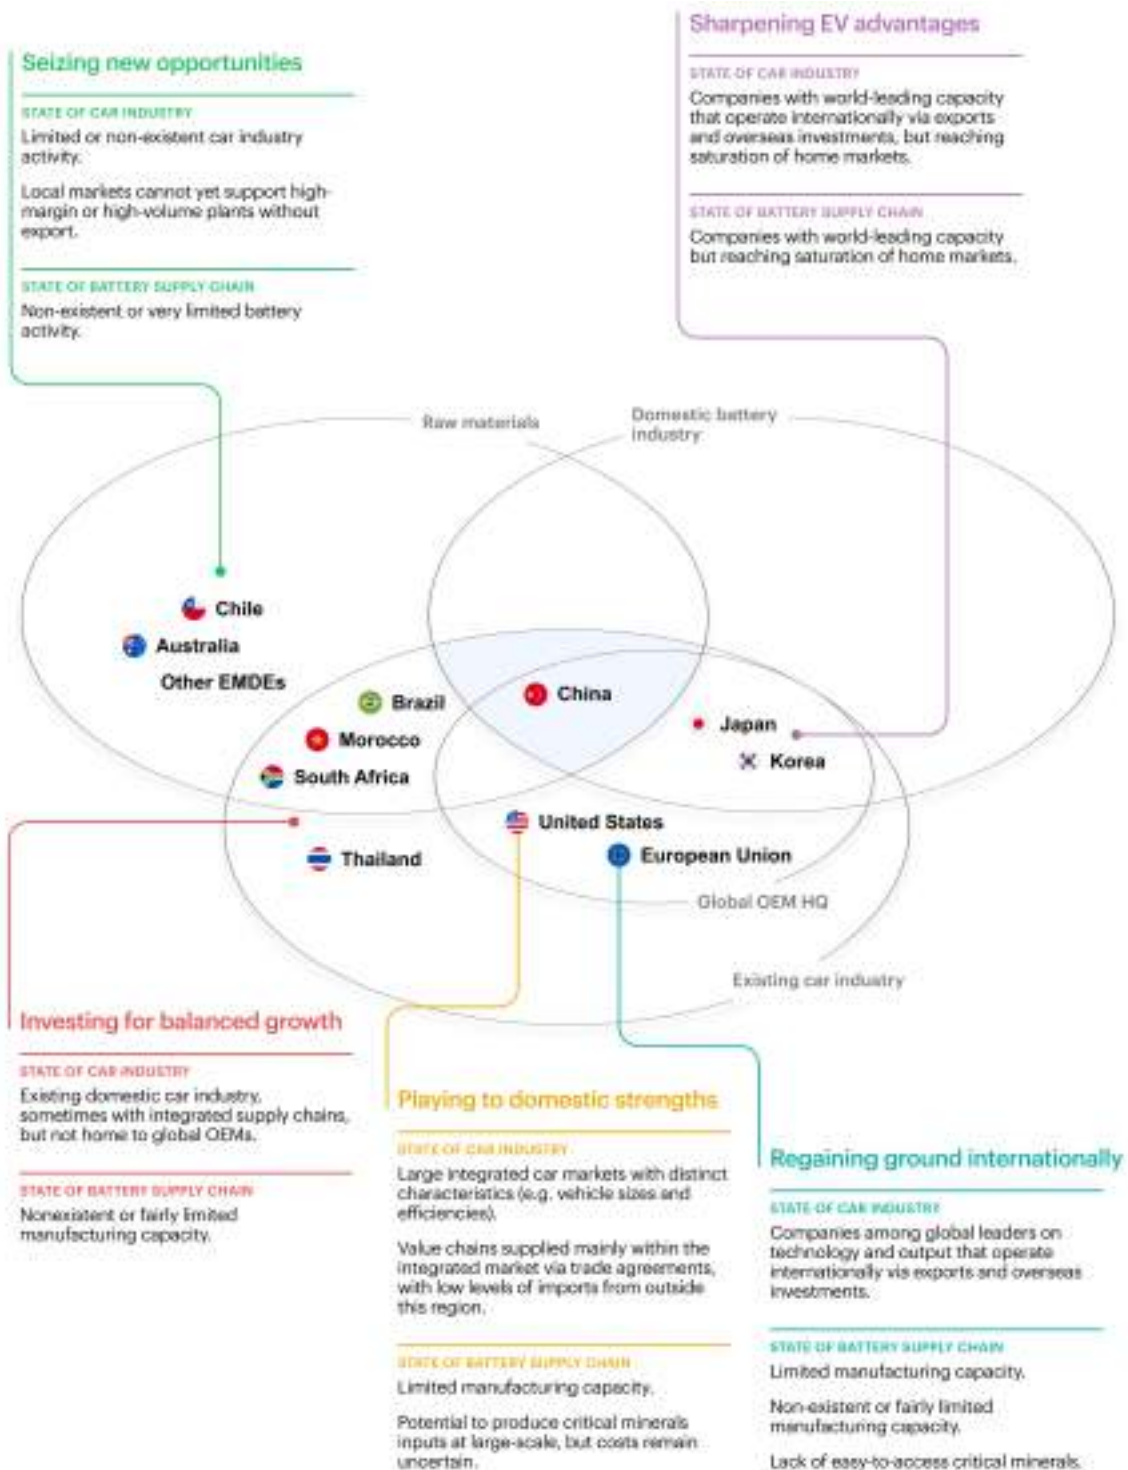 Sharpening EV advantages
STATE OF CAR INDUSTRY
Companies with world-leading capacity
that operate internationally via exports
and overseas investments, but reaching
saturation of home markets.
STATE OF BATTERY SUPPLY CHAIN
Companies with world-leading capacity
but reaching saturation of home markets.
Seizing new opportunities
STATE OF CAR INDUSTRY
Limited or non-existent car industry
activity.
Local markets cannot yet support high-
margin or high-volume plants without
export.
STATE OF BATTERY SUPPLY CHAIN
Non-existent or very limited battery
activity.
Raw materials
Domestic battery
industry
Chile
Australia
Other EMDEs
Brazil
Morocco
South Africa
China
Japan
Korea
United States
Thailand
European Union
Global OEM HQ
Existing car industry
Investing for balanced growth
STATE OF CAR INDUSTRY
Existing domestic car industry,
sometimes with integrated supply chains,
but not home to global OEMs.
STATE OF BATTERY SUPPLY CHAIN
Nonexistent or fairly limited
manufacturing capacity.
Playing to domestic strengths
STATE OF CAR INDUSTRY
Large integrated car markets with distinct
characteristics (e.g. vehicle sizes and
efficiencies).
Value chains supplied mainly within the
integrated market via trade agreements,
with low levels of imports from outside
this region.
STATE OF BATTERY SUPPLY CHAIN
Limited manufacturing capacity.
Potential to produce critical minerals
inputs at large-scale, but costs remain
uncertain.
Regaining ground internationally
STATE OF CAR INDUSTRY
Companies among global leaders on
technology and output that operate
internationally via exports and overseas
investments.
STATE OF BATTERY SUPPLY CHAIN
Limited manufacturing capacity.
Non-existent or fairly limited
manufacturing capacity.
Lack of easy-to-access critical minerals.